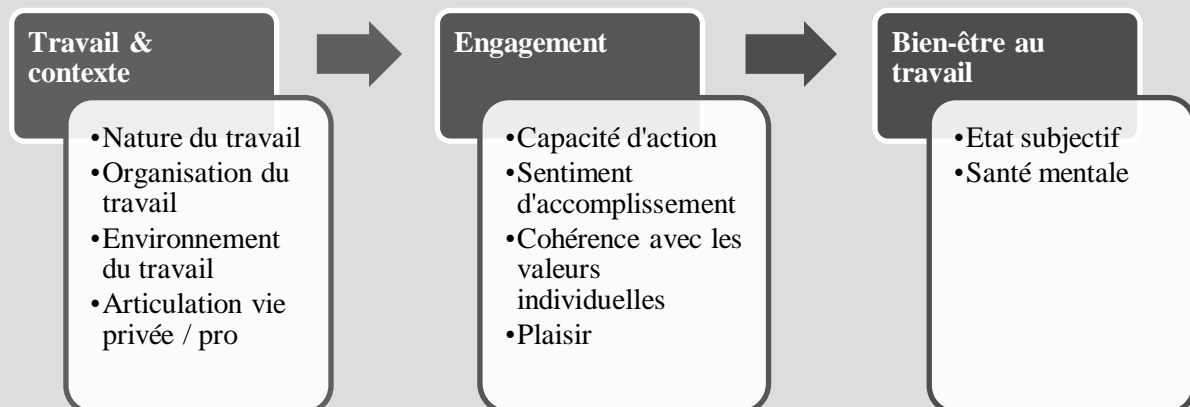 Travail &
contexte
•Nature du travail
•Organisation du
travail
•Environnement
du travail
•Articulation vie
privée / pro
Engagement
•Capacité d'action
•Sentiment
d'accomplissement
•Cohérence avec les
valeurs
individuelles
•Plaisir
Bien-être au
travail
•Etat subjectif
•Santé mentale